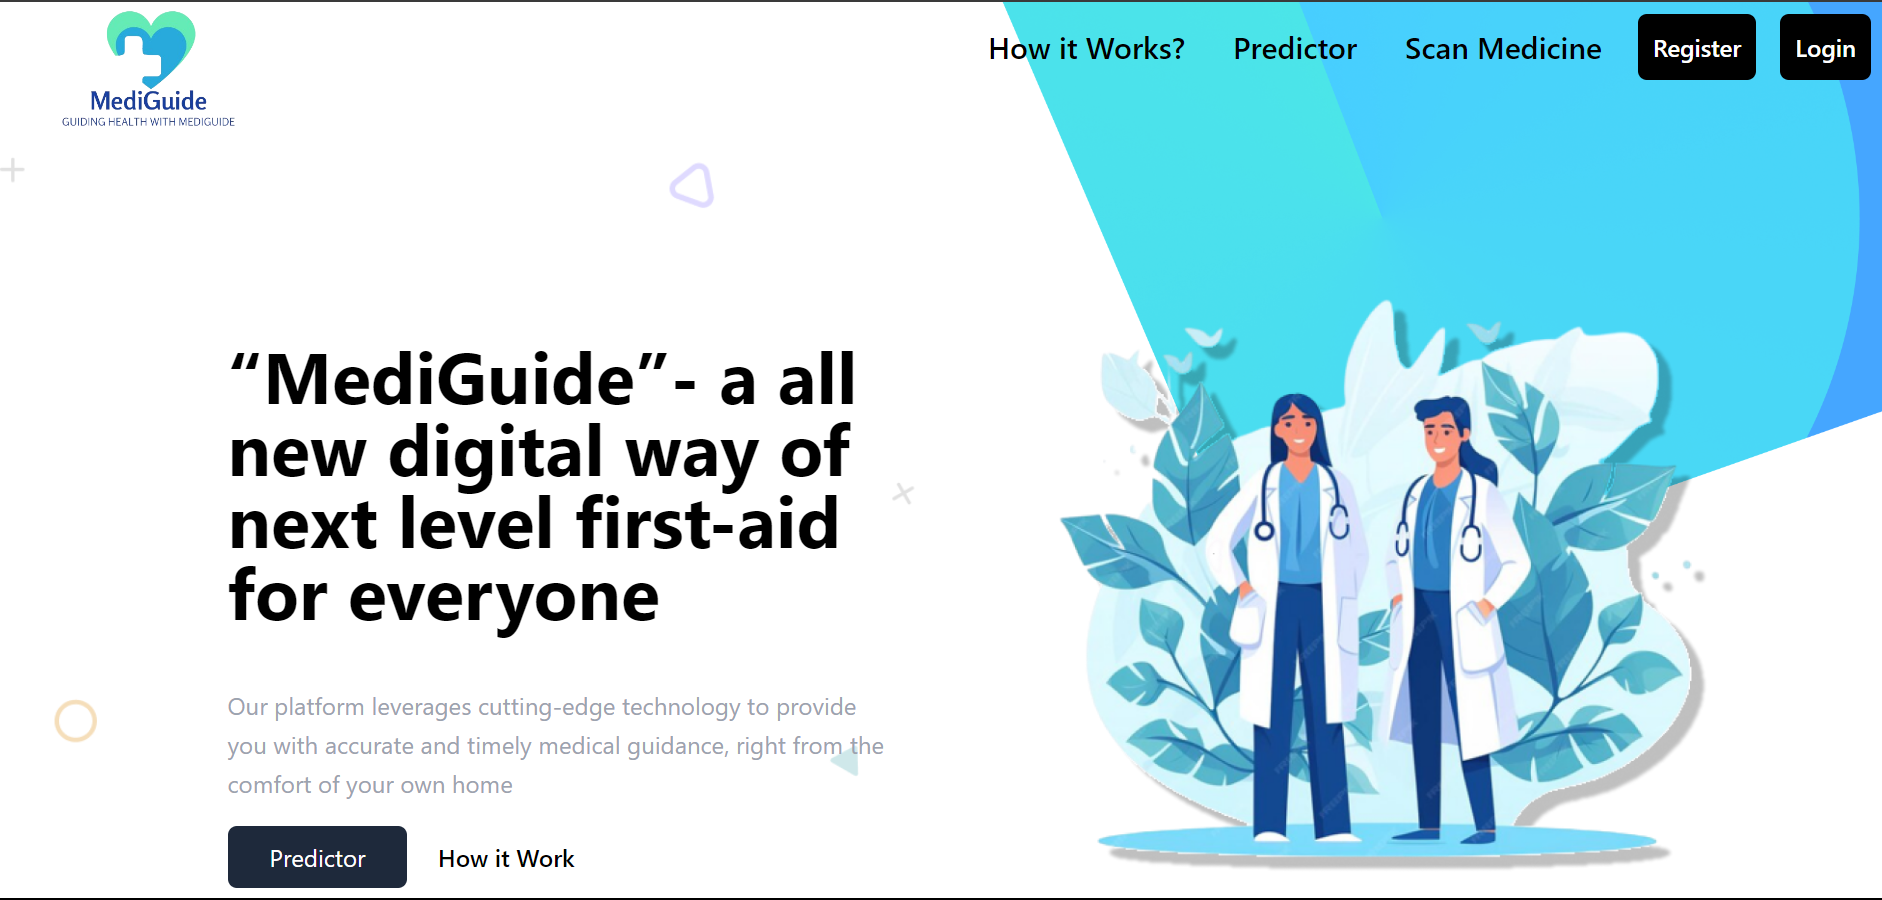 MediGuide
GUIDING HEALTH WITH MEDIGUIDE
How it Works?
Predictor
Scan Medicine
Register
Login
“MediGuide”- a all
new digital way of
next level first-aid
for everyone
Our platform leverages cutting-edge technology to provide
you with accurate and timely medical guidance, right from the
comfort of your own home
Predictor
How it Work